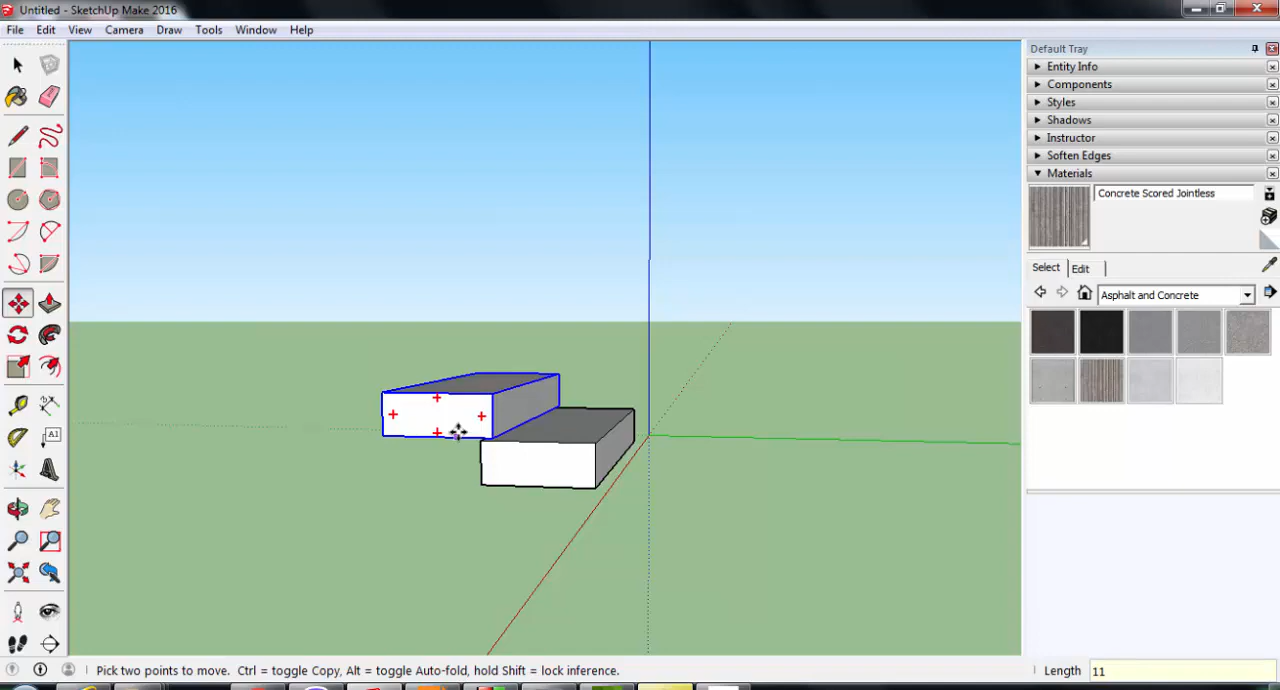 Untitled - SketchUp Make 2016
File Edit View Camera Draw Tools Window Help
Default Tray
Entity Info
Components
Styles
Shadows
Instructor
Soften Edges
Materials
Concrete Scored Jointless
Select Edit
Asphalt and Concrete
A1
Pick two points to move. Ctrl = toggle Copy, Alt = toggle Auto-fold, hold Shift = lock inference.
Length 11